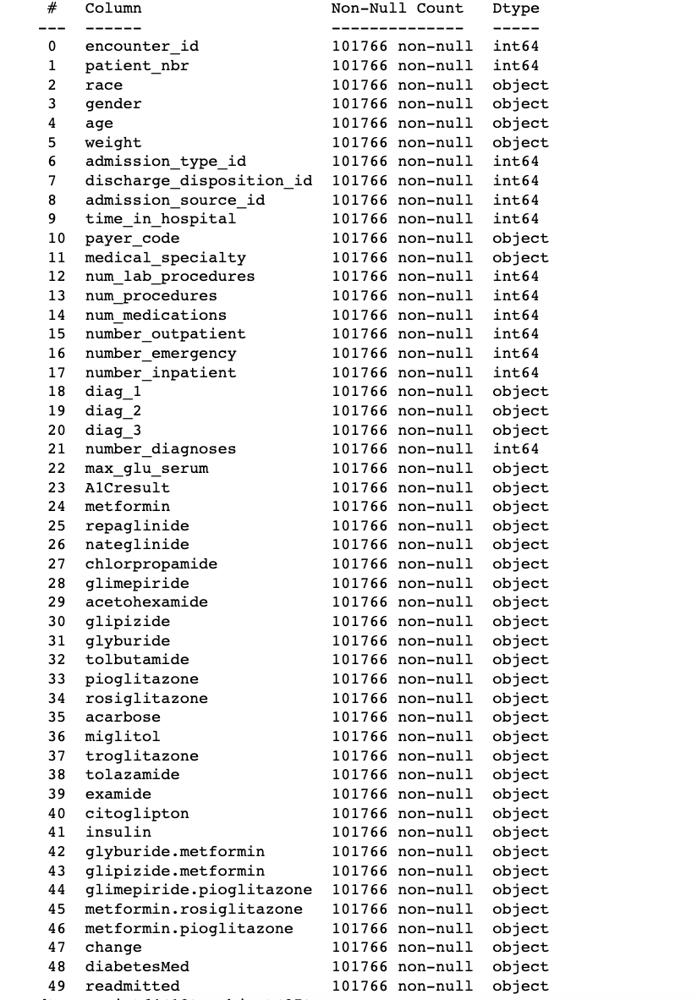 #   Column                    Non-Null Count   Dtype
---  ------                    --------------   -----
0   encounter_id              101766 non-null  int64
1   patient_nbr               101766 non-null  int64
2   race                      101766 non-null  object
3   gender                    101766 non-null  object
4   age                       101766 non-null  object
5   weight                    101766 non-null  object
6   admission_type_id         101766 non-null  int64
7   discharge_disposition_id  101766 non-null  int64
8   admission_source_id       101766 non-null  int64
9   time_in_hospital          101766 non-null  int64
10  payer_code                101766 non-null  object
11  medical_specialty         101766 non-null  object
12  num_lab_procedures        101766 non-null  int64
13  num_procedures            101766 non-null  int64
14  num_medications           101766 non-null  int64
15  number_outpatient         101766 non-null  int64
16  number_emergency          101766 non-null  int64
17  number_inpatient          101766 non-null  int64
18  diag_1                    101766 non-null  object
19  diag_2                    101766 non-null  object
20  diag_3                    101766 non-null  object
21  number_diagnoses          101766 non-null  int64
22  max_glu_serum             101766 non-null  object
23  A1Cresult                 101766 non-null  object
24  metformin                 101766 non-null  object
25  repaglinide               101766 non-null  object
26  nateglinide               101766 non-null  object
27  chlorpropamide            101766 non-null  object
28  glimepiride               101766 non-null  object
29  acetohexamide             101766 non-null  object
30  glipizide                 101766 non-null  object
31  glyburide                 101766 non-null  object
32  tolbutamide               101766 non-null  object
33  pioglitazone              101766 non-null  object
34  rosiglitazone             101766 non-null  object
35  acarbose                  101766 non-null  object
36  miglitol                  101766 non-null  object
37  troglitazone              101766 non-null  object
38  tolazamide                101766 non-null  object
39  examide                   101766 non-null  object
40  citoglipton               101766 non-null  object
41  insulin                   101766 non-null  object
42  glyburide.metformin       101766 non-null  object
43  glipizide.metformin       101766 non-null  object
44  glimepiride.pioglitazone  101766 non-null  object
45  metformin.rosiglitazone   101766 non-null  object
46  metformin.pioglitazone    101766 non-null  object
47  change                    101766 non-null  object
48  diabetesMed               101766 non-null  object
49  readmitted                101766 non-null  object